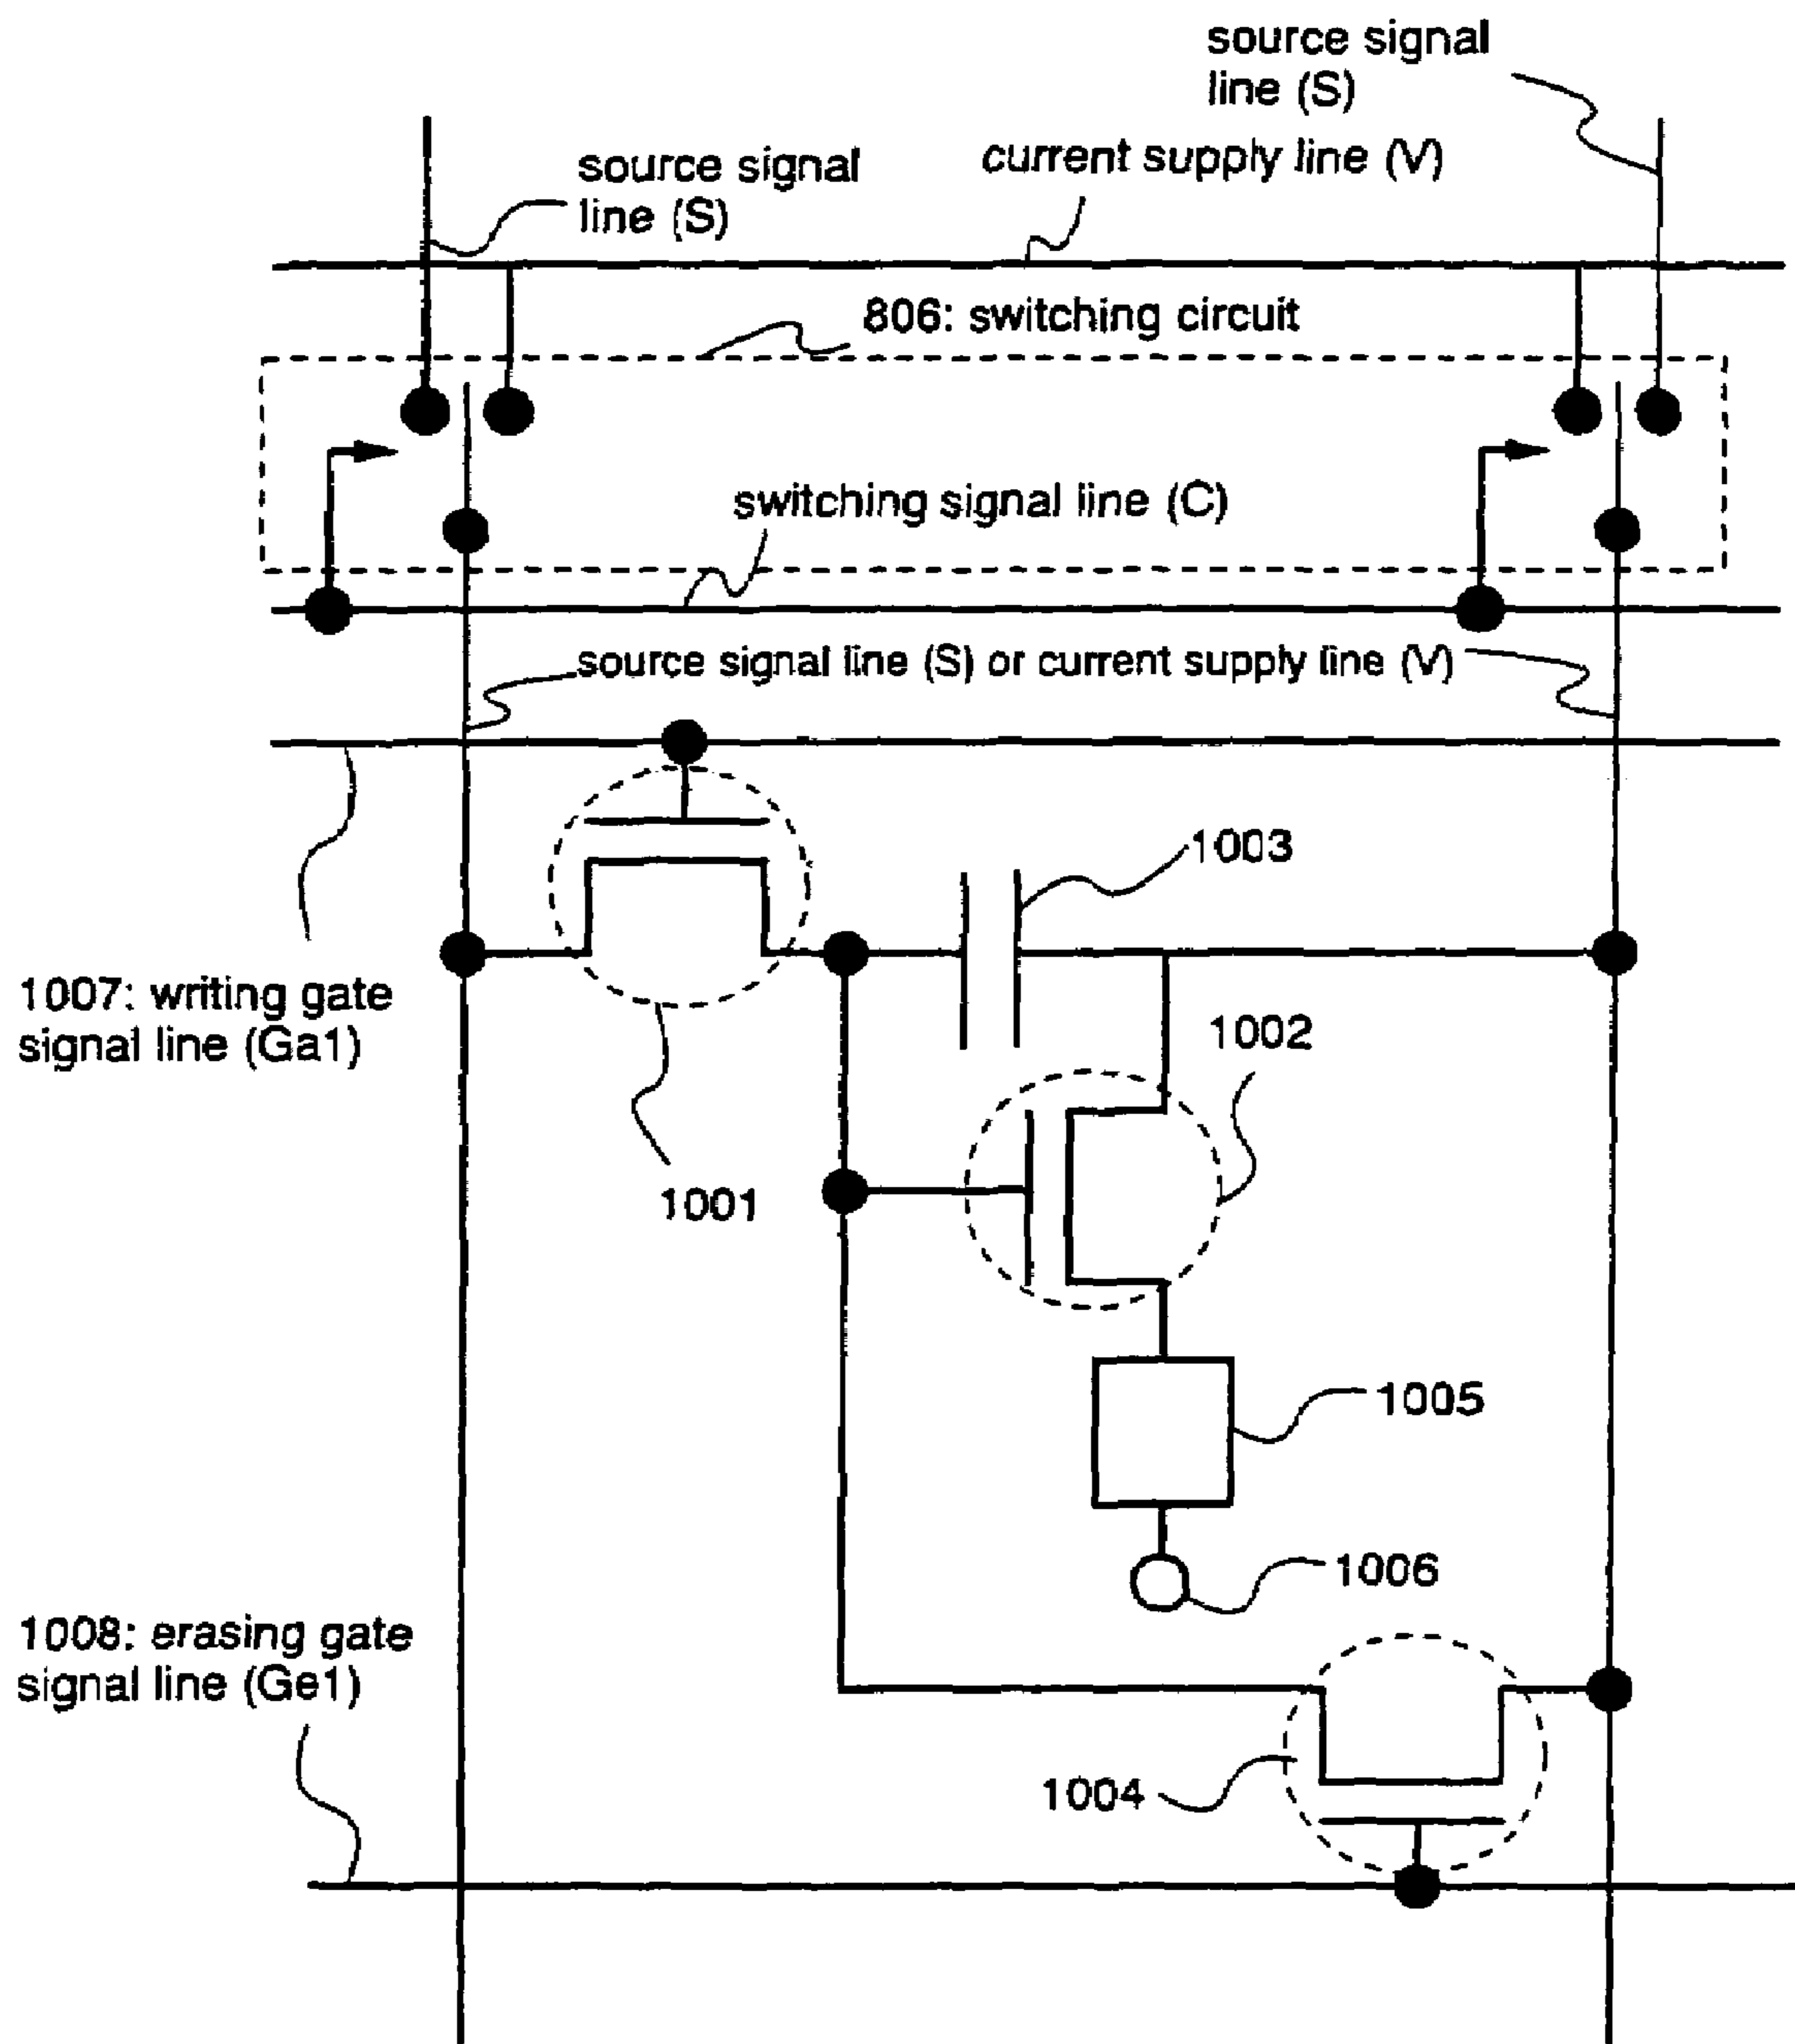 source signal
line (S)
source signal
line (S)
current supply line (V)
806: switching circuit
switching signal line (C)
source signal line (S) or current supply line (V)
1003
1007: writing gate
signal line (Ga1)
1002
1001
1005
1006
1008: erasing gate
signal line (Ge1)
1004